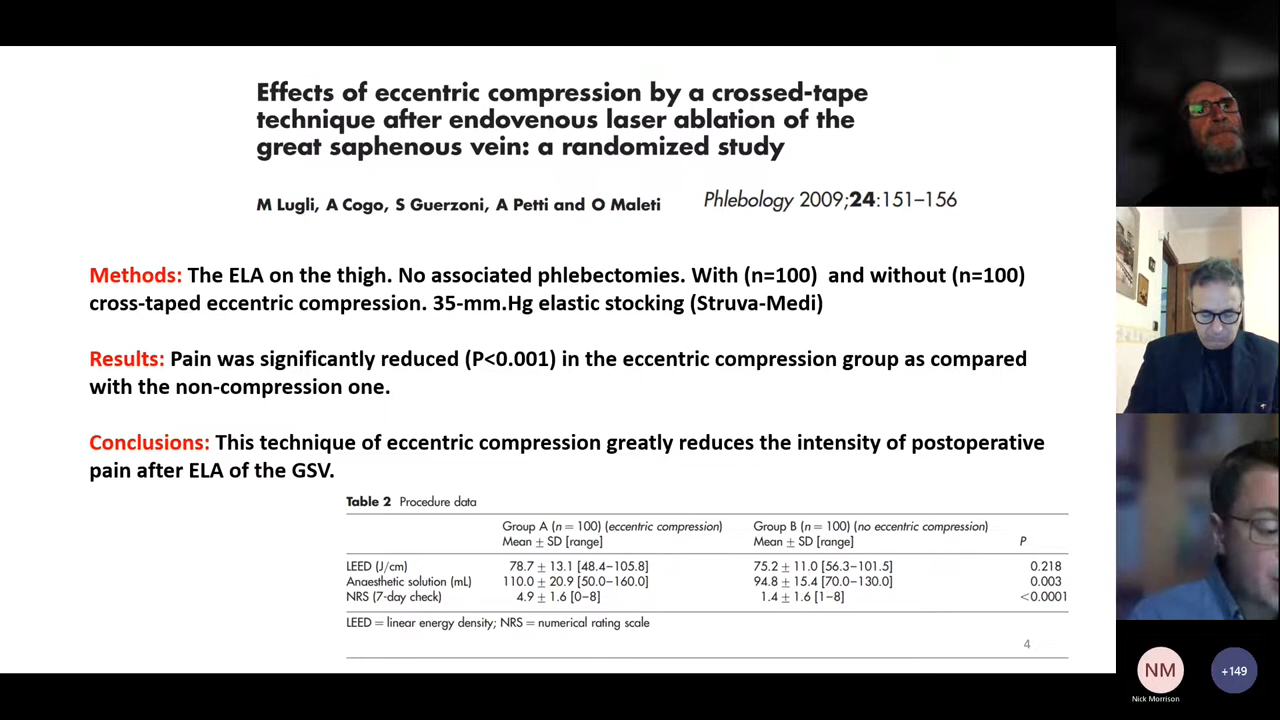 Effects of eccentric compression by a crossed-tape
technique after endovenous laser ablation of the
great saphenous vein: a randomized study
M Lugli, A Cogo, S Guerzoni, A Petti and O Maleti
Phlebology 2009;24:151–156
Methods: The ELA on the thigh. No associated phlebectomies. With (n=100) and without (n=100)
cross-taped eccentric compression. 35-mm.Hg elastic stocking (Struva-Medi)
Results: Pain was significantly reduced (P<0.001) in the eccentric compression group as compared
with the non-compression one.
Conclusions: This technique of eccentric compression greatly reduces the intensity of postoperative
pain after ELA of the GSV.
Table 2 Procedure data
Group A (n = 100) (eccentric compression) Group B (n = 100) (no eccentric compression)
Mean ± SD [range] Mean ± SD [range] P
LEED (J/cm) 78.7 ± 13.1 [48.4–105.8] 75.2 ± 11.0 [56.3–101.5] 0.218
Anaesthetic solution (mL) 110.0 ± 20.9 [50.0–160.0] 94.8 ± 15.4 [70.0–130.0] 0.003
NRS (7-day check) 4.9 ± 1.6 [0–8] 1.4 ± 1.6 [1–8] <0.0001
LEED = linear energy density; NRS = numerical rating scale
4
NM
+149
Nick Morrison